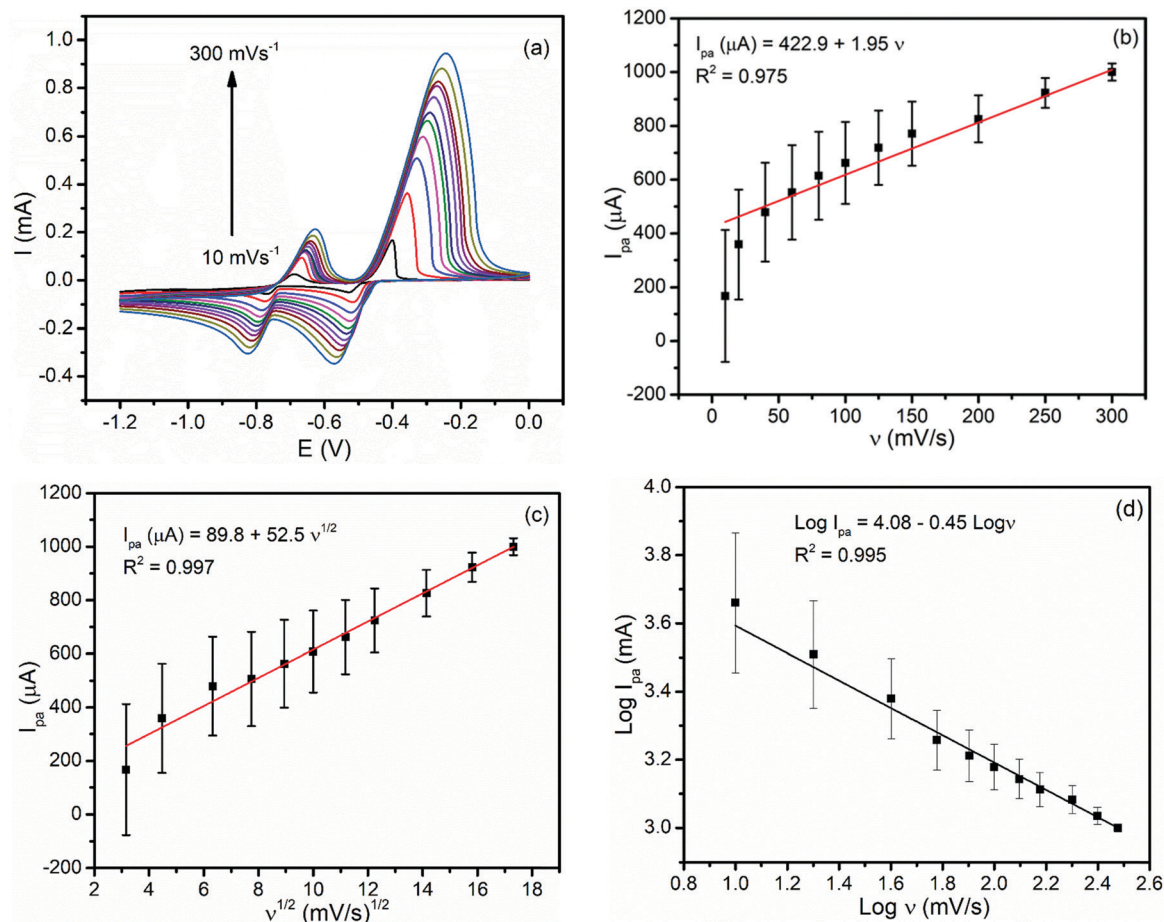 (a)
300 mVs⁻¹
10 mVs⁻¹
I (mA)
1.0
0.8
0.6
0.4
0.2
0.0
-0.2
-0.4
-1.2 -1.0 -0.8 -0.6 -0.4 -0.2 0.0
E (V)
(b)
I_pa (μA) = 422.9 + 1.95 ν
R² = 0.975
I_pa (μA)
1200
1000
800
600
400
200
0
-200
0 50 100 150 200 250 300
ν (mV/s)
(c)
I_pa (μA) = 89.8 + 52.5 ν^1/2
R² = 0.997
I_pa (μA)
1200
1000
800
600
400
200
0
-200
2 4 6 8 10 12 14 16 18
ν^1/2 (mV/s)^1/2
(d)
Log I_pa = 4.08 - 0.45 Logν
R² = 0.995
Log I_pa (mA)
4.0
3.8
3.6
3.4
3.2
3.0
0.8 1.0 1.2 1.4 1.6 1.8 2.0 2.2 2.4 2.6
Log ν (mV/s)